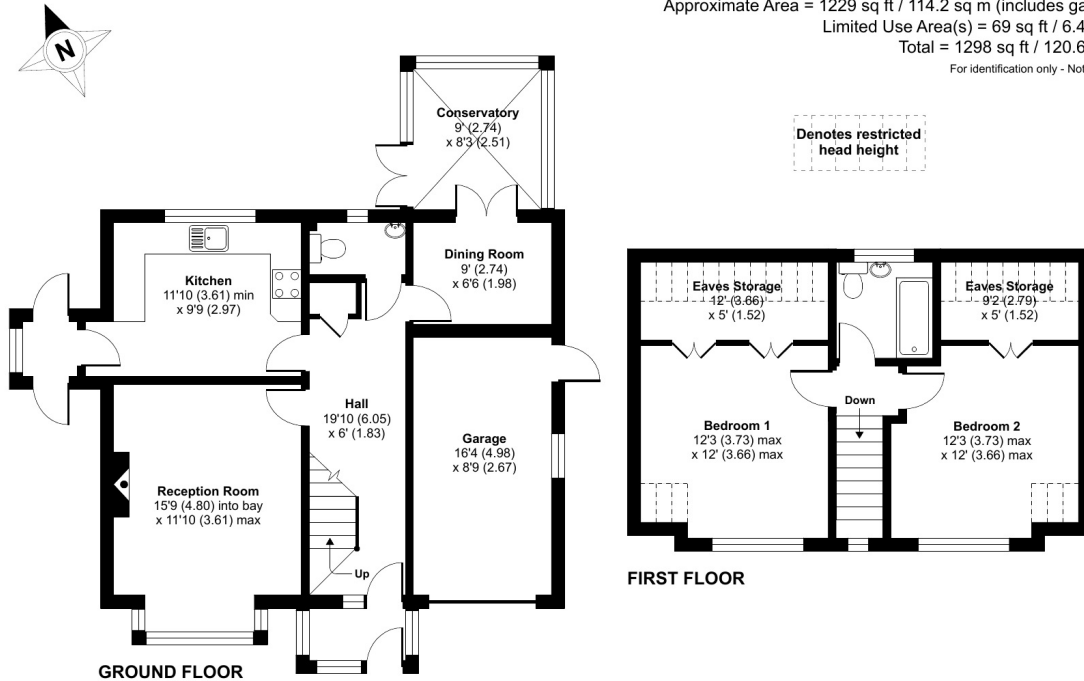 Approximate Area = 1229 sq ft / 114.2 sq m (includes ga
Limited Use Area(s) = 69 sq ft / 6.4
Total = 1298 sq ft / 120.6
For identification only - Not
N
Denotes restricted
head height
Conservatory
9' (2.74)
x 8'3 (2.51)
Kitchen
11'10 (3.61) min
x 9'9 (2.97)
Dining Room
9' (2.74)
x 6'6 (1.98)
Hall
19'10 (6.05)
x 6' (1.83)
Garage
16'4 (4.98)
x 8'9 (2.67)
Reception Room
15'9 (4.80) into bay
x 11'10 (3.61) max
Up
GROUND FLOOR
Eaves Storage
12' (3.66)
x 5' (1.52)
Eaves Storage
9'2 (2.79)
x 5' (1.52)
Down
Bedroom 1
12'3 (3.73) max
x 12' (3.66) max
Bedroom 2
12'3 (3.73) max
x 12' (3.66) max
FIRST FLOOR